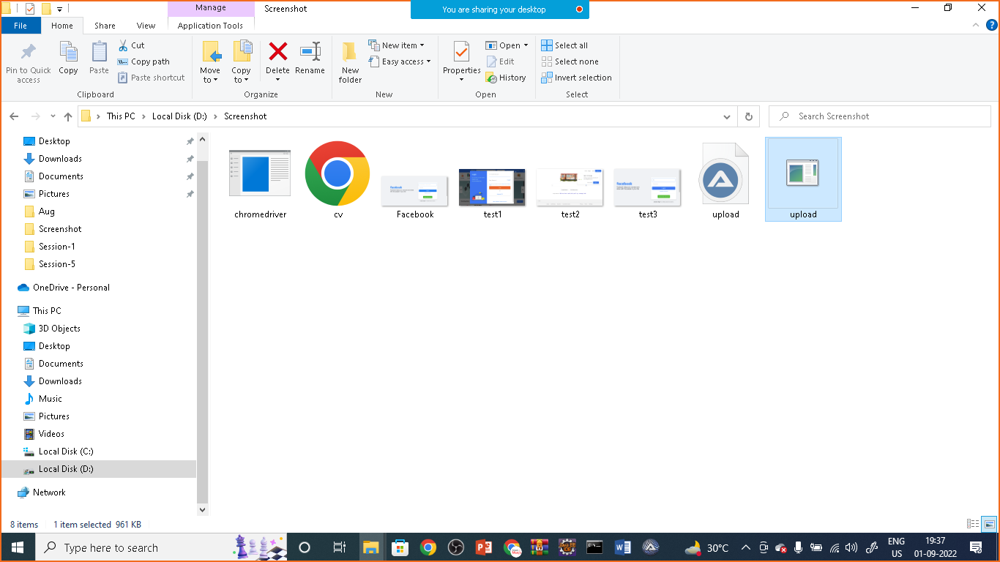 Manage
Screenshot
You are sharing your desktop
File
Home
Share
View
Application Tools
Pin to Quick access
Copy
Paste
Cut
Copy path
Paste shortcut
Clipboard
Move to
Copy to
Delete
Rename
Organize
New folder
New item
Easy access
New
Properties
Open
Edit
History
Open
Select all
Select none
Invert selection
Select
This PC > Local Disk (D:) > Screenshot
Search Screenshot
Desktop
Downloads
Documents
Pictures
Aug
Screenshot
Session-1
Session-5
OneDrive - Personal
This PC
3D Objects
Desktop
Documents
Downloads
Music
Pictures
Videos
Local Disk (C:)
Local Disk (D:)
Network
chromedriver
cv
Facebook
test1
test2
test3
upload
upload
8 items
1 item selected 961 KB
Type here to search
30°C
ENG
US
19:37
01-09-2022